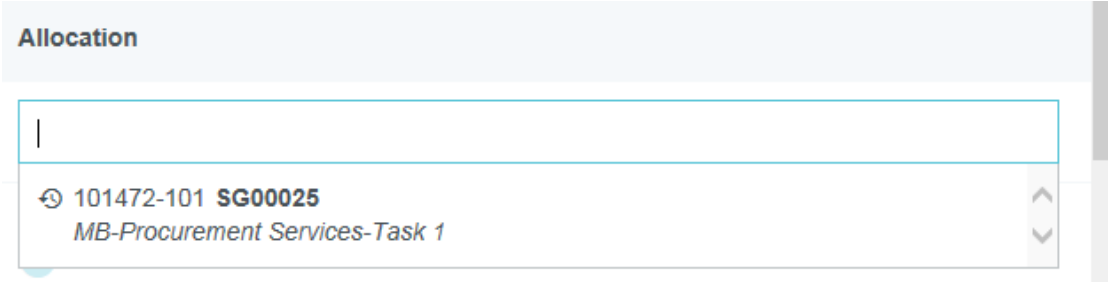 Allocation
101472-101 SG00025
MB-Procurement Services-Task 1